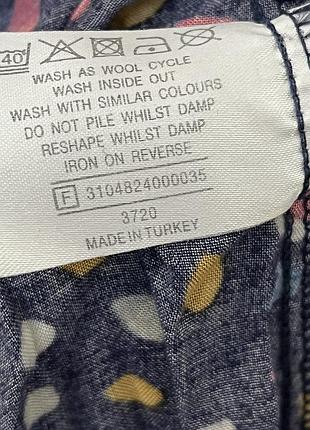 40°
WASH AS WOOL CYCLE
WASH INSIDE OUT
WASH WITH SIMILAR COLOURS
DO NOT PILE WHILST DAMP
RESHAPE WHILST DAMP
IRON ON REVERSE
F 3104824000035
3720
MADE IN TURKEY